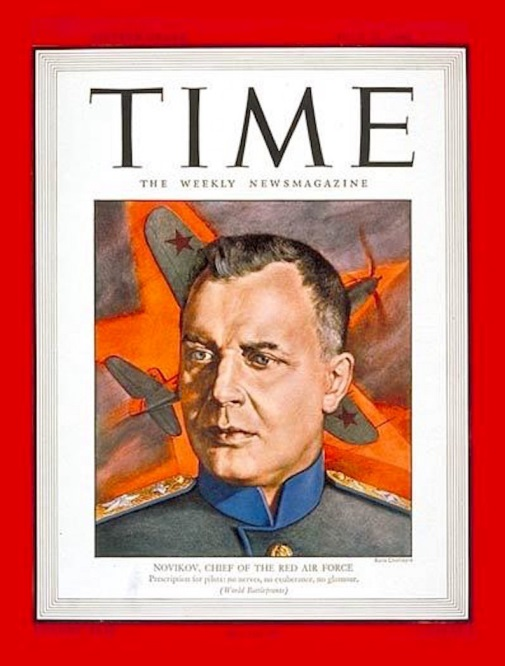 TIME
THE WEEKLY NEWSMAGAZINE
NOVIKOV, CHIEF OF THE RED AIR FORCE
Prescription for pilots: no nerves, no exuberance, no glamour.
(World Battlefronts)